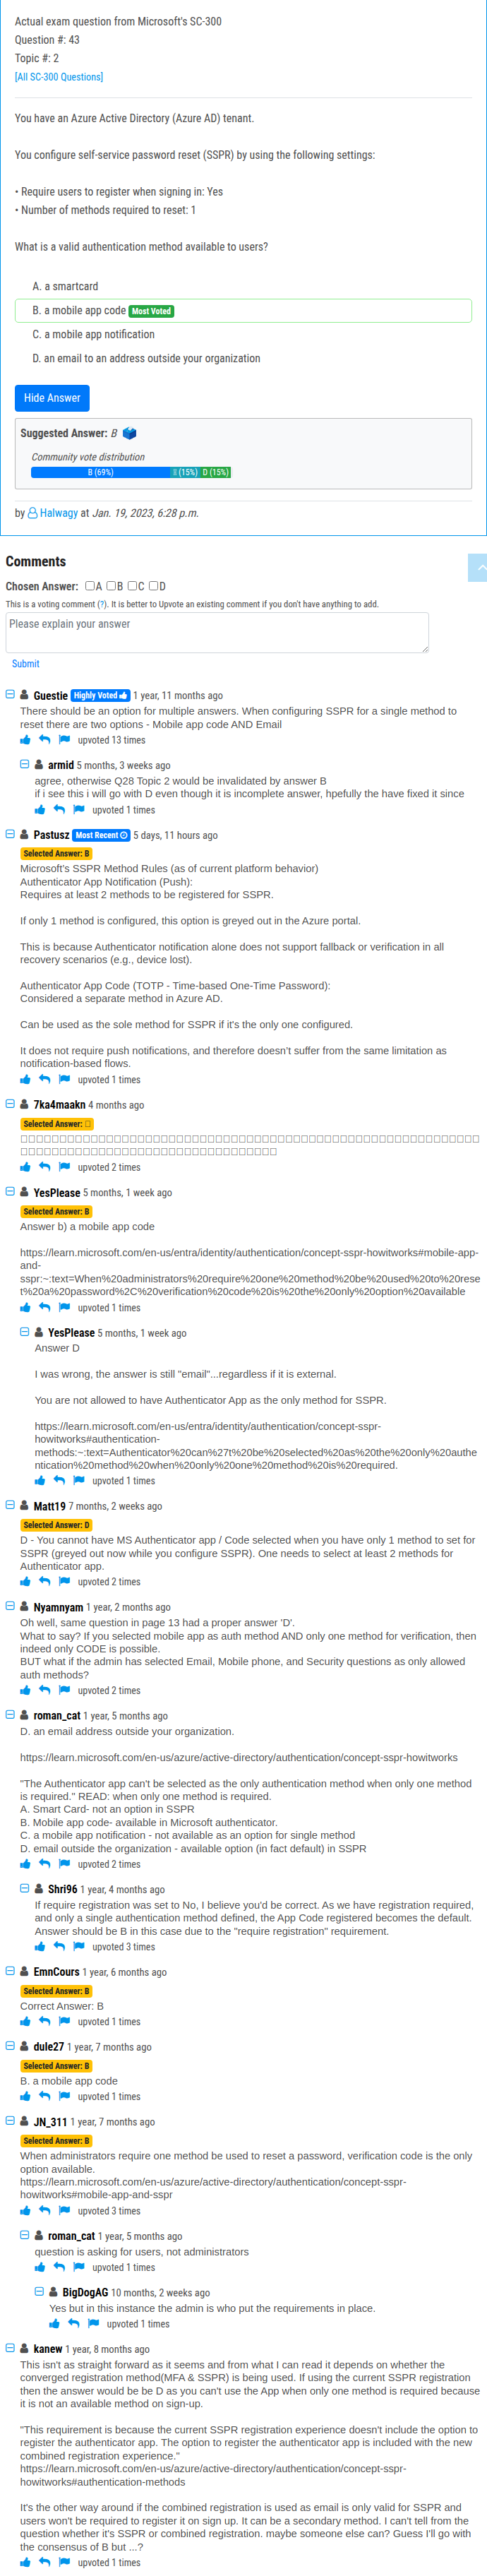 Actual exam question from Microsoft's SC-300
Question #: 43
Topic #: 2
[All SC-300 Questions]
You have an Azure Active Directory (Azure AD) tenant.
You configure self-service password reset (SSPR) by using the following settings:
• Require users to register when signing in: Yes
• Number of methods required to reset: 1
What is a valid authentication method available to users?
A. a smartcard
B. a mobile app code Most Voted
C. a mobile app notification
D. an email to an address outside your organization
Hide Answer
Suggested Answer: B
Community vote distribution
B (69%) (15%) D (15%)
by Halwagy at Jan. 19, 2023, 6:28 p.m.
Comments
Chosen Answer: A B C D
This is a voting comment (?). It is better to Upvote an existing comment if you don't have anything to add.
Please explain your answer
Submit
Guestie Highly Voted 1 year, 11 months ago
There should be an option for multiple answers. When configuring SSPR for a single method to
reset there are two options - Mobile app code AND Email
upvoted 13 times
armid 5 months, 3 weeks ago
agree, otherwise Q28 Topic 2 would be invalidated by answer B
if i see this i will go with D even though it is incomplete answer, hpefully the have fixed it since
upvoted 1 times
Pastusz Most Recent 5 days, 11 hours ago
Selected Answer: B
Microsoft's SSPR Method Rules (as of current platform behavior)
Authenticator App Notification (Push):
Requires at least 2 methods to be registered for SSPR.
If only 1 method is configured, this option is greyed out in the Azure portal.
This is because Authenticator notification alone does not support fallback or verification in all
recovery scenarios (e.g., device lost).
Authenticator App Code (TOTP - Time-based One-Time Password):
Considered a separate method in Azure AD.
Can be used as the sole method for SSPR if it's the only one configured.
It does not require push notifications, and therefore doesn't suffer from the same limitation as
notification-based flows.
upvoted 1 times
7ka4maakn 4 months ago
Selected Answer:
upvoted 2 times
YesPlease 5 months, 1 week ago
Selected Answer: B
Answer b) a mobile app code
https://learn.microsoft.com/en-us/entra/identity/authentication/concept-sspr-howitworks#mobile-app-
and-
sspr:~:text=When%20administrators%20require%20one%20method%20be%20used%20to%20rese
t%20a%20password%2C%20verification%20code%20is%20the%20only%20option%20available
upvoted 1 times
YesPlease 5 months, 1 week ago
Answer D
I was wrong, the answer is still "email"...regardless if it is external.
You are not allowed to have Authenticator App as the only method for SSPR.
https://learn.microsoft.com/en-us/entra/identity/authentication/concept-sspr-
howitworks#authentication-
methods:~:text=Authenticator%20can%27t%20be%20selected%20as%20the%20only%20authe
ntication%20method%20when%20only%20one%20method%20is%20required.
upvoted 1 times
Matt19 7 months, 2 weeks ago
Selected Answer: D
D - You cannot have MS Authenticator app / Code selected when you have only 1 method to set for
SSPR (greyed out now while you configure SSPR). One needs to select at least 2 methods for
Authenticator app.
upvoted 2 times
Nyamnyam 1 year, 2 months ago
Oh well, same question in page 13 had a proper answer 'D'.
What to say? If you selected mobile app as auth method AND only one method for verification, then
indeed only CODE is possible.
BUT what if the admin has selected Email, Mobile phone, and Security questions as only allowed
auth methods?
upvoted 2 times
roman_cat 1 year, 5 months ago
D. an email address outside your organization.
https://learn.microsoft.com/en-us/azure/active-directory/authentication/concept-sspr-howitworks
"The Authenticator app can't be selected as the only authentication method when only one method
is required." READ: when only one method is required.
A. Smart Card- not an option in SSPR
B. Mobile app code- available in Microsoft authenticator.
C. a mobile app notification - not available as an option for single method
D. email outside the organization - available option (in fact default) in SSPR
upvoted 2 times
Shri96 1 year, 4 months ago
If require registration was set to No, I believe you'd be correct. As we have registration required,
and only a single authentication method defined, the App Code registered becomes the default.
Answer should be B in this case due to the "require registration" requirement.
upvoted 3 times
EmnCours 1 year, 6 months ago
Selected Answer: B
Correct Answer: B
upvoted 1 times
dule27 1 year, 7 months ago
Selected Answer: B
B. a mobile app code
upvoted 1 times
JN_311 1 year, 7 months ago
Selected Answer: B
When administrators require one method be used to reset a password, verification code is the only
option available.
https://learn.microsoft.com/en-us/azure/active-directory/authentication/concept-sspr-
howitworks#mobile-app-and-sspr
upvoted 3 times
roman_cat 1 year, 5 months ago
question is asking for users, not administrators
upvoted 1 times
BigDogAG 10 months, 2 weeks ago
Yes but in this instance the admin is who put the requirements in place.
upvoted 1 times
kanew 1 year, 8 months ago
This isn't as straight forward as it seems and from what I can read it depends on whether the
converged registration method(MFA & SSPR) is being used. If using the current SSPR registration
then the answer would be be D as you can't use the App when only one method is required because
it is not an available method on sign-up.
"This requirement is because the current SSPR registration experience doesn't include the option to
register the authenticator app. The option to register the authenticator app is included with the new
combined registration experience."
https://learn.microsoft.com/en-us/azure/active-directory/authentication/concept-sspr-
howitworks#authentication-methods
It's the other way around if the combined registration is used as email is only valid for SSPR and
users won't be required to register it on sign up. It can be a secondary method. I can't tell from the
question whether it's SSPR or combined registration. maybe someone else can? Guess I'll go with
the consensus of B but ...?
upvoted 1 times